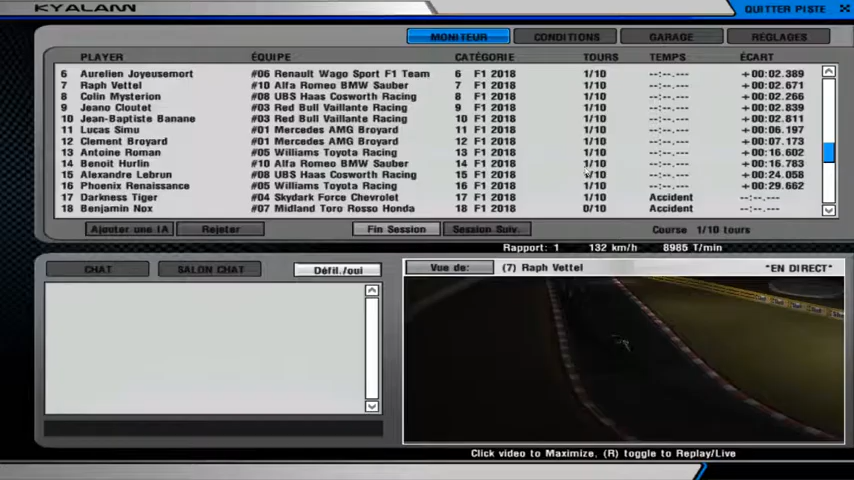 KYALAMI
QUITTER PISTE
MONITEUR CONDITIONS GARAGE RÉGLAGES
PLAYER ÉQUIPE CATÉGORIE TOURS TEMPS ÉCART
6 Aurelien Joyeusemort #06 Renault Wago Sport F1 Team 6 F1 2018 1/10 --:--.--- +00:02.389
7 Raph Vettel #10 Alfa Romeo BMW Sauber 7 F1 2018 1/10 --:--.--- +00:02.671
8 Colin Mysterion #08 UBS Haas Cosworth Racing 8 F1 2018 1/10 --:--.--- +00:02.266
9 Jeano Cloutet #03 Red Bull Vaillante Racing 9 F1 2018 1/10 --:--.--- +00:02.839
10 Jean-Baptiste Banane #03 Red Bull Vaillante Racing 10 F1 2018 1/10 --:--.--- +00:02.811
11 Lucas Simu #01 Mercedes AMG Broyard 11 F1 2018 1/10 --:--.--- +00:06.197
12 Clement Broyard #01 Mercedes AMG Broyard 12 F1 2018 1/10 --:--.--- +00:07.173
13 Antoine Roman #05 Williams Toyota Racing 13 F1 2018 1/10 --:--.--- +00:16.602
14 Benoit Hurlin #10 Alfa Romeo BMW Sauber 14 F1 2018 1/10 --:--.--- +00:16.783
15 Alexandre Lebrun #08 UBS Haas Cosworth Racing 15 F1 2018 1/10 --:--.--- +00:24.058
16 Phoenix Renaissance #05 Williams Toyota Racing 16 F1 2018 1/10 --:--.--- +00:29.662
17 Darkness Tiger #04 Skydark Force Chevrolet 17 F1 2018 1/10 Accident --:--.---
18 Benjamin Nox #07 Midland Toro Rosso Honda 18 F1 2018 0/10 Accident --:--.---
Ajouter une IA Rejeter Fin Session Session Suiv. Course 1/10 tours
Rapport: 1 132 km/h 8985 T/min
CHAT SALON CHAT Défil./oui
Vue de: (7) Raph Vettel *EN DIRECT*
Click video to Maximize, (R) toggle to Replay/Live